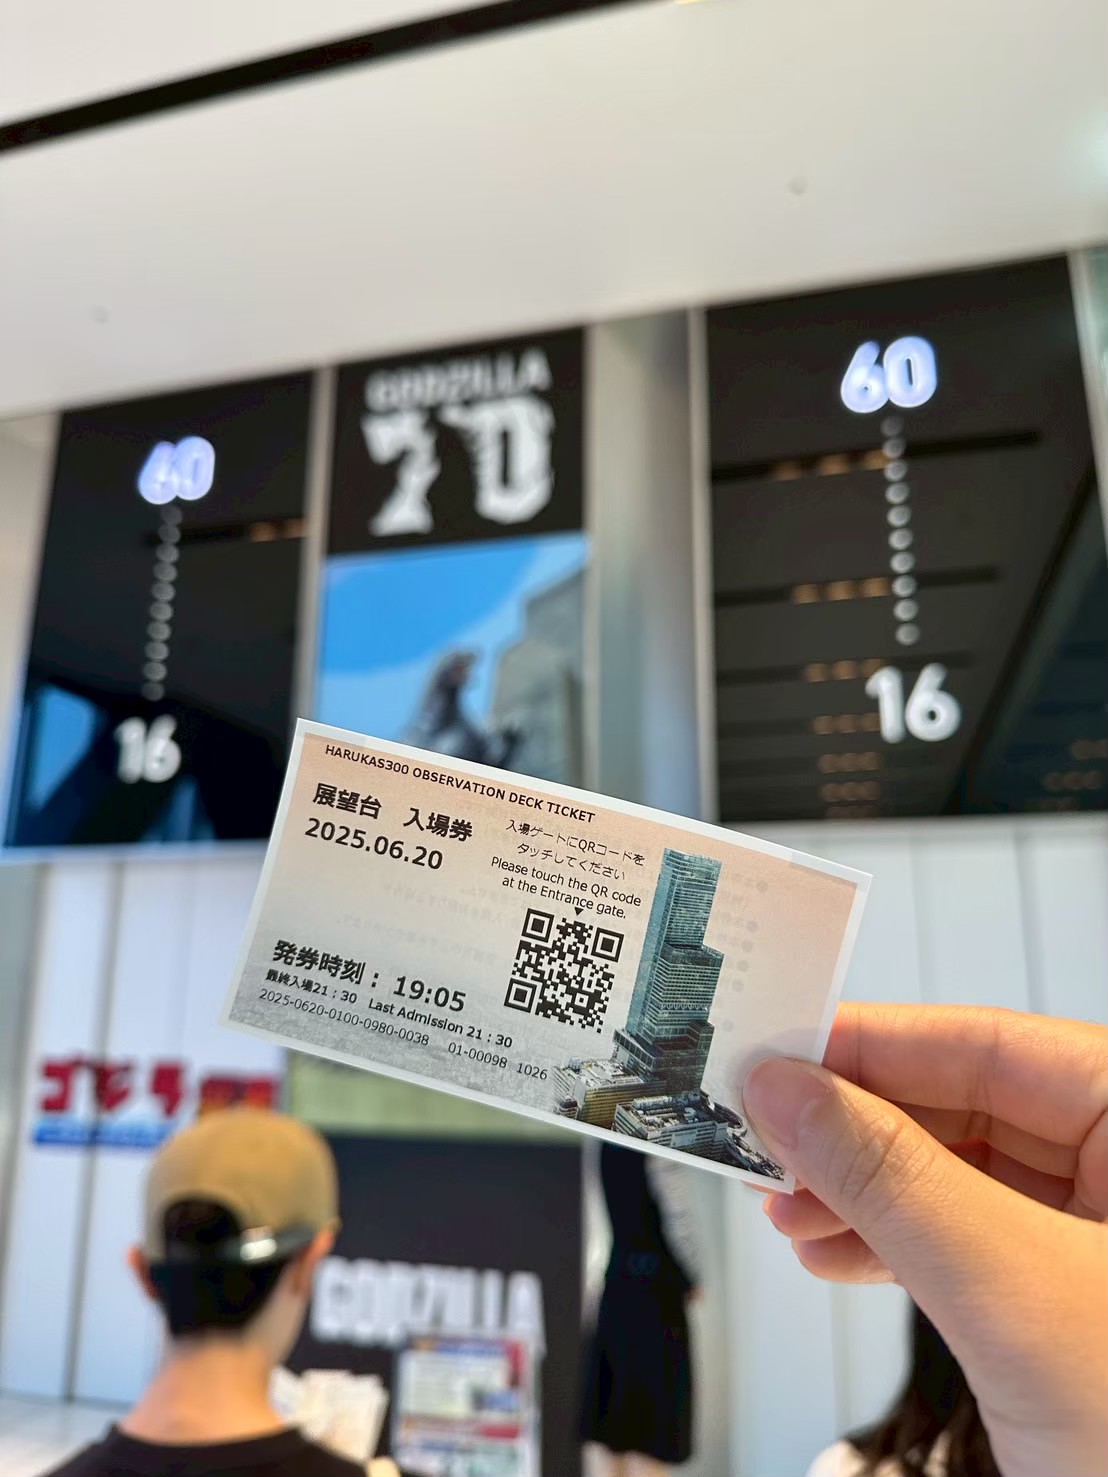 60
16
GODZILLA
70
60
16
HARUKAS300 OBSERVATION DECK TICKET
展望台 入場券
2025.06.20
入場ゲートにQRコードを
タッチしてください
Please touch the QR code
at the Entrance gate.
発券時刻： 19:05
最終入場21：30 Last Admission 21：30
2025-0620-0100-0980-0038 01-00098 1026
ゴジラ
GODZILLA